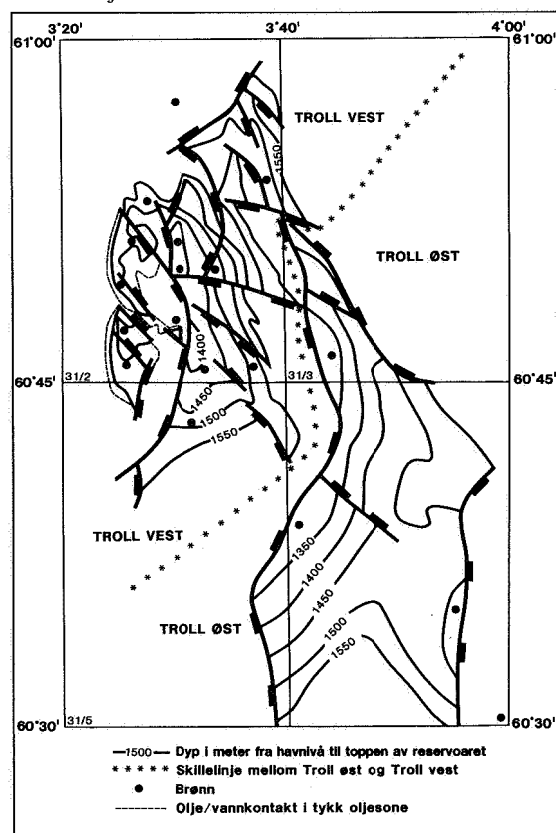 3°20'
3°40'
4°00'
61°00'
61°00'
TROLL VEST
1550
TROLL ØST
1400
60°45'
31/2
1450
31/3
60°45'
1500
1550
TROLL VEST
1350
1400
1450
TROLL ØST
1500
1550
31/5
60°30'
60°30'
1500 Dyp i meter fra havnivå til toppen av reservoaret
Skillelinje mellom Troll øst og Troll vest
Brønn
Olje/vannkontakt i tykk oljesone